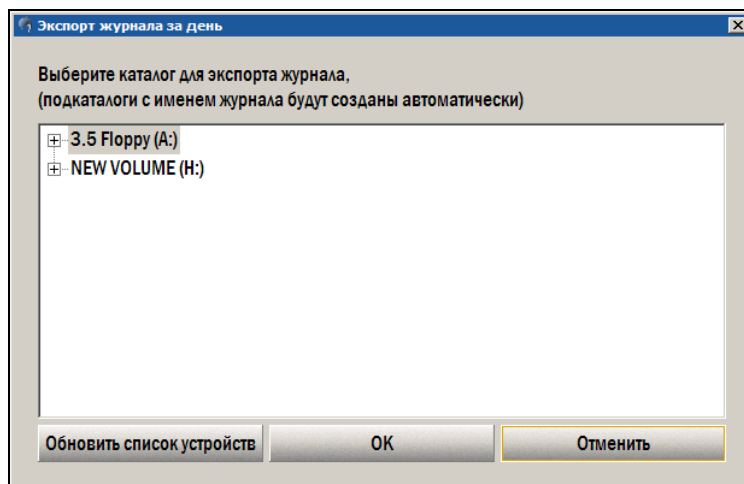 Экспорт журнала за день
Выберите каталог для экспорта журнала,
(подкаталоги с именем журнала будут созданы автоматически)
3.5 Floppy (A:)
NEW VOLUME (H:)
Обновить список устройств
OK
Отменить